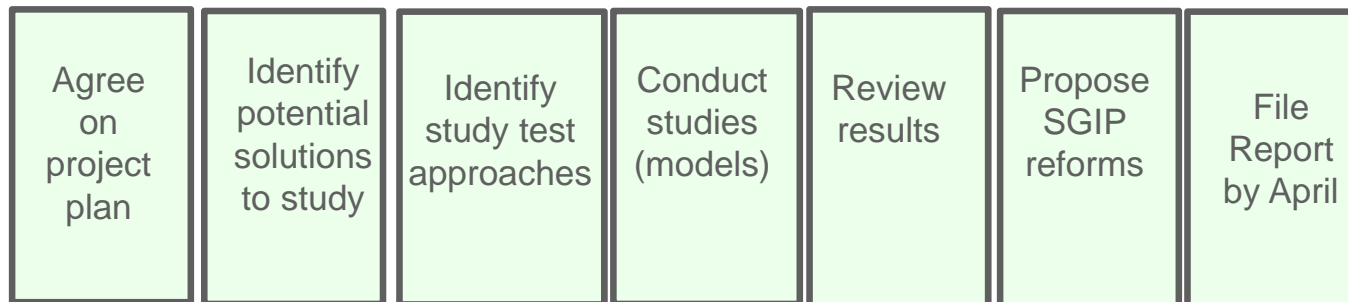 Agree
on
project
plan
Identify
potential
solutions
to study
Identify
study test
approaches
Conduct
studies
(models)
Review
results
Propose
SGIP
reforms
File
Report
by April